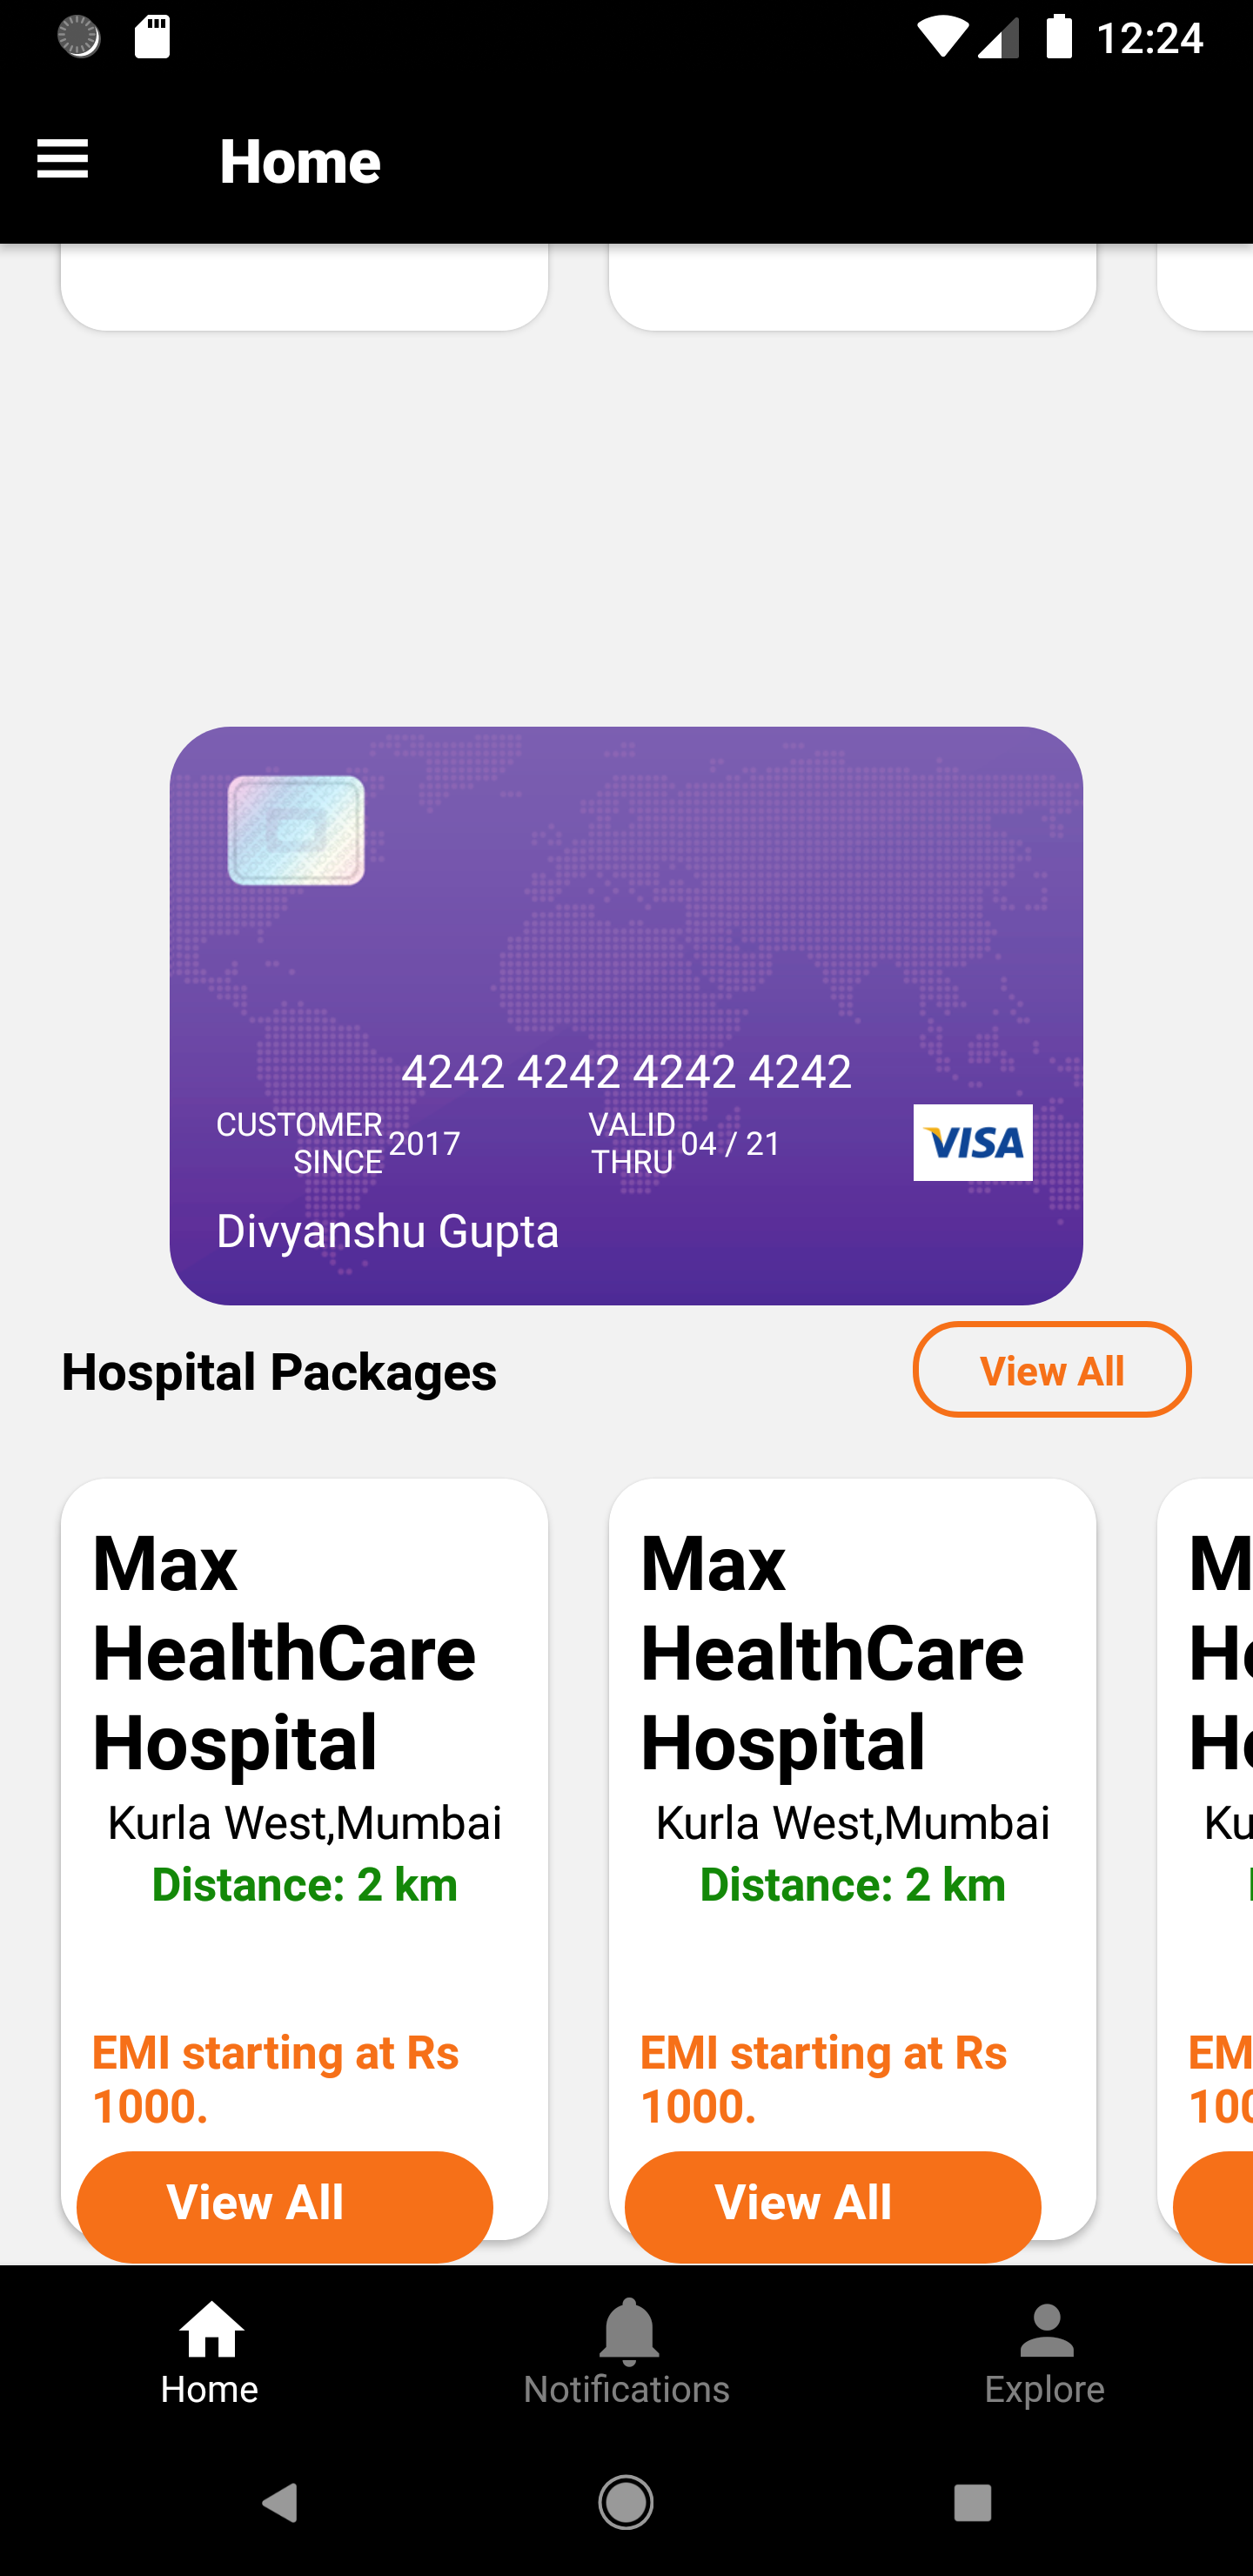 12:24
Home
4242 4242 4242 4242
CUSTOMER SINCE 2017 VALID THRU 04 / 21 VISA
Divyanshu Gupta
Hospital Packages View All
Max Max M
HealthCare HealthCare He
Hospital Hospital Ho
Kurla West,Mumbai Kurla West,Mumbai Ku
Distance: 2 km Distance: 2 km
EMI starting at Rs EMI starting at Rs EM
1000. 1000. 100
View All View All
Home Notifications Explore